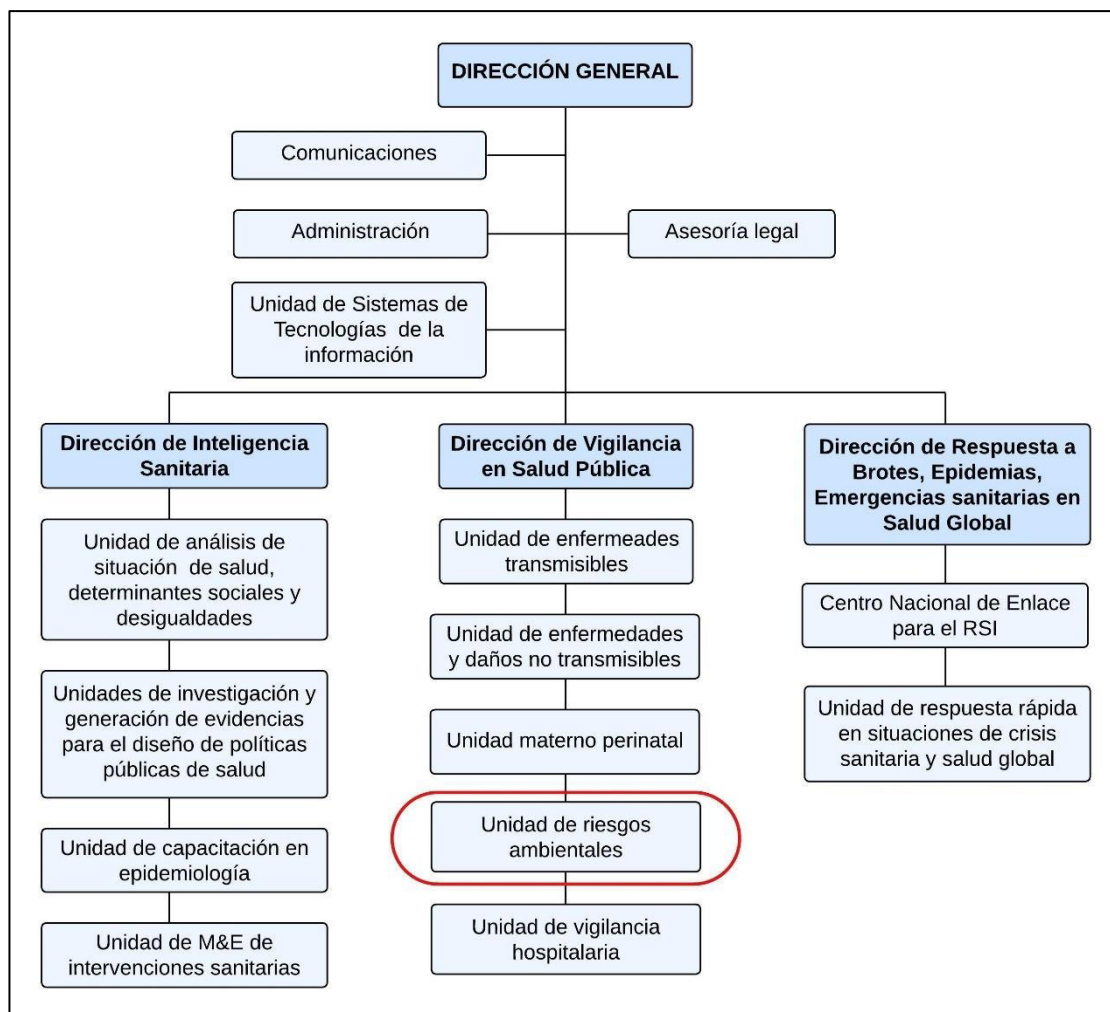 DIRECCIÓN GENERAL
Comunicaciones
Administración
Asesoría legal
Unidad de Sistemas de
Tecnologías de la
información
Dirección de Inteligencia
Sanitaria
Unidad de análisis de
situación de salud,
determinantes sociales y
desigualdades
Unidades de investigación y
generación de evidencias
para el diseño de políticas
públicas de salud
Unidad de capacitación en
epidemiología
Unidad de M&E de
intervenciones sanitarias
Dirección de Vigilancia
en Salud Pública
Unidad de enfermeades
transmisibles
Unidad de enfermedades
y daños no transmisibles
Unidad materno perinatal
Unidad de riesgos
ambientales
Unidad de vigilancia
hospitalaria
Dirección de Respuesta a
Brotes, Epidemias,
Emergencias sanitarias en
Salud Global
Centro Nacional de Enlace
para el RSI
Unidad de respuesta rápida
en situaciones de crisis
sanitaria y salud global